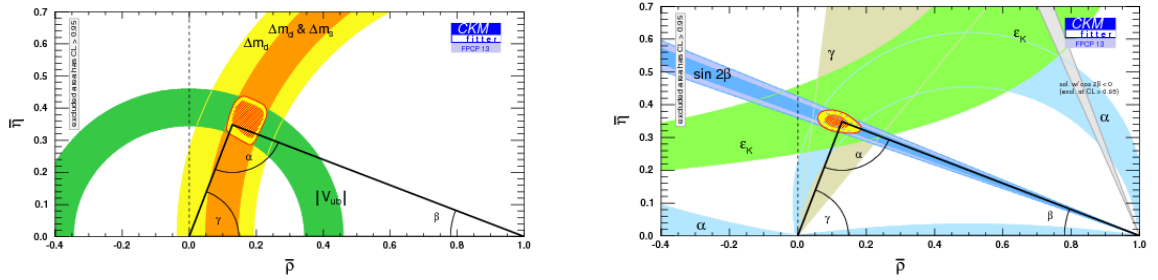 Δm_d & Δm_s
Δm_d
CKM
fitter
FPCP 13
excluded area has CL > 0.95
|V_ub|
α
γ
β
η̅
0.7
0.6
0.5
0.4
0.3
0.2
0.1
0.0
-0.4
-0.2
0.0
0.2
0.4
0.6
0.8
1.0
ρ̅
CKM
fitter
FPCP 13
excluded area has CL > 0.95
γ
ε_K
sin 2β
sol. w/ cos 2β < 0
(excl. at CL > 0.95)
α
ε_K
α
α
γ
β
η̅
0.7
0.6
0.5
0.4
0.3
0.2
0.1
0.0
-0.4
-0.2
0.0
0.2
0.4
0.6
0.8
1.0
ρ̅